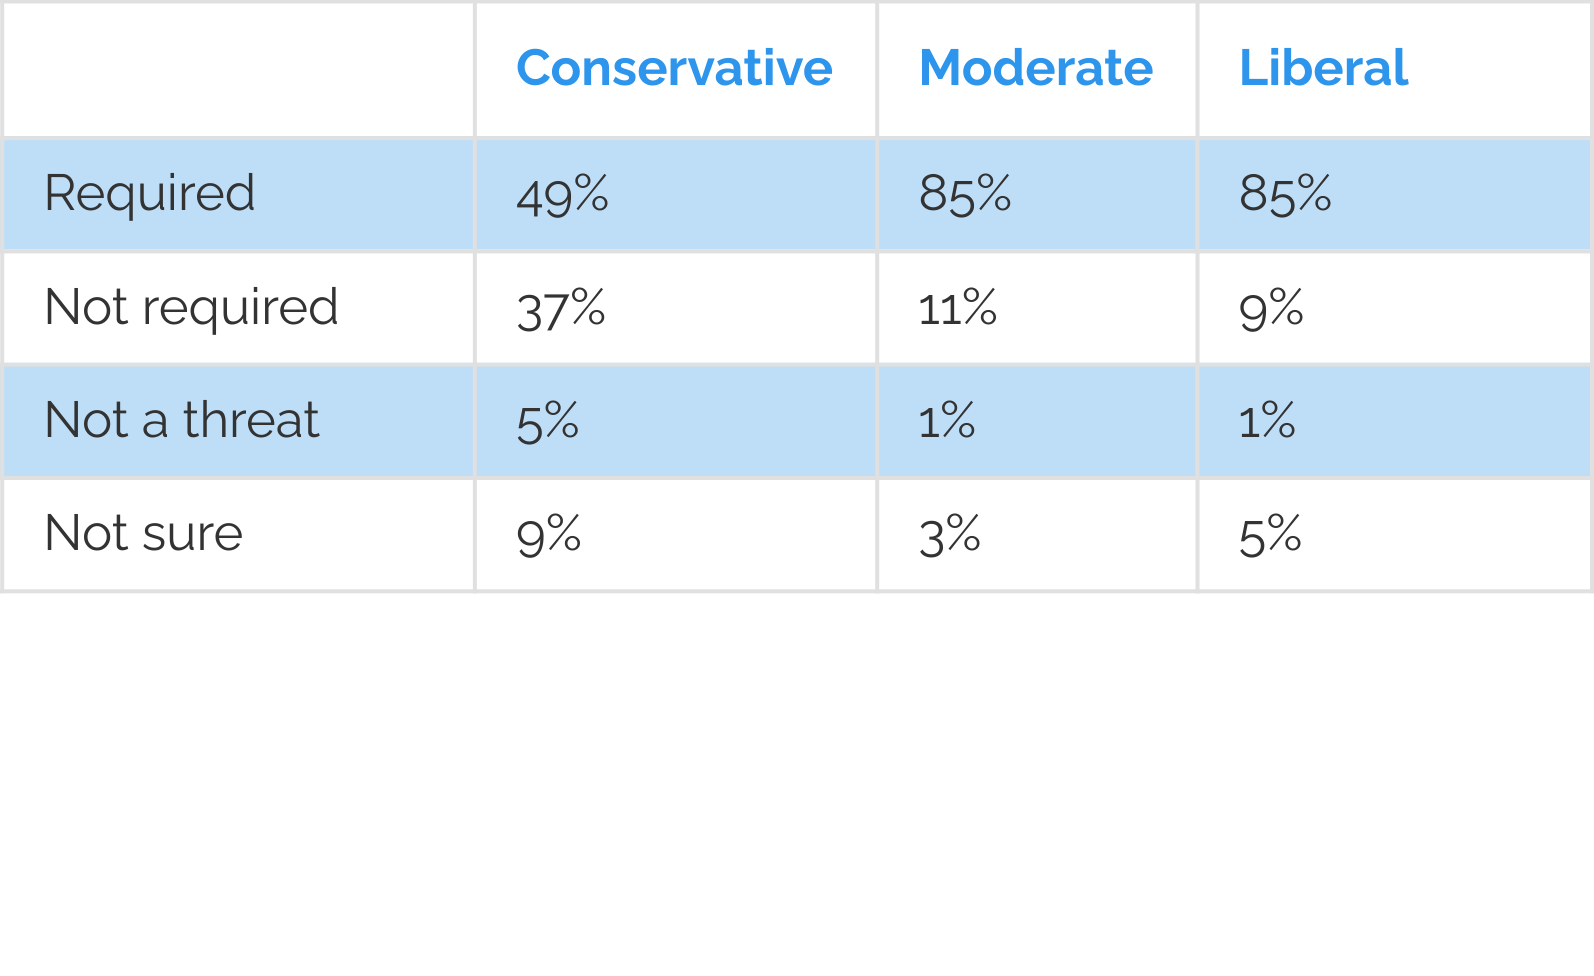 Conservative Moderate Liberal
Required 49% 85% 85%
Not required 37% 11% 9%
Not a threat 5% 1% 1%
Not sure 9% 3% 5%